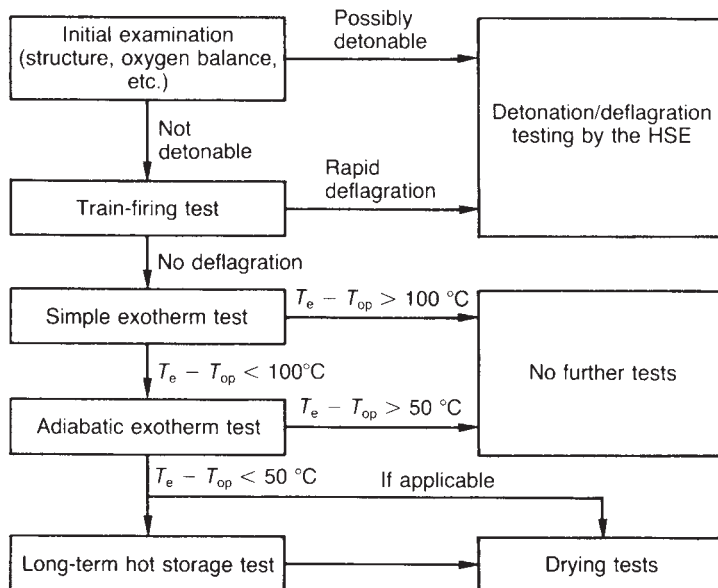 Initial examination
(structure, oxygen balance,
etc.)
Possibly
detonable
Detonation/deflagration
testing by the HSE
Not
detonable
Train-firing test
Rapid
deflagration
No deflagration
Simple exotherm test
Te − Top > 100 °C
No further tests
Te − Top < 100°C
Adiabatic exotherm test
Te − Top > 50 °C
Te − Top < 50 °C
If applicable
Long-term hot storage test
Drying tests